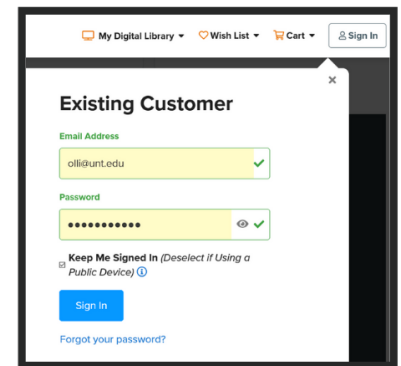 My Digital Library Wish List Cart Sign In
×
Existing Customer
Email Address
olli@unt.edu
Password
•••••••••••
Keep Me Signed In (Deselect if Using a
Public Device)
Sign In
Forgot your password?